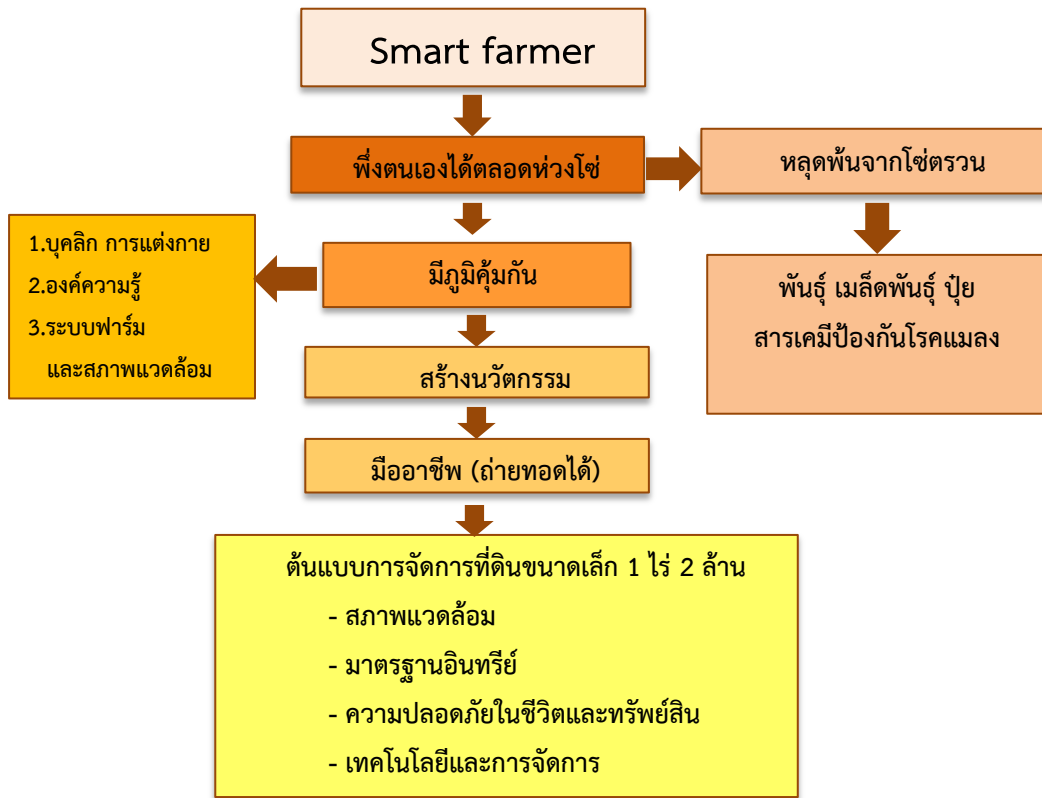 Smart farmer
พึ่งตนเองได้ตลอดห่วงโซ่
หลุดพ้นจากโซ่ตรวน
1.บุคลิก การแต่งกาย
2.องค์ความรู้
3.ระบบฟาร์ม
และสภาพแวดล้อม
มีภูมิคุ้มกัน
พันธุ์ เมล็ดพันธุ์ ปุ๋ย
สารเคมีป้องกันโรคแมลง
สร้างนวัตกรรม
มืออาชีพ (ถ่ายทอดได้)
ต้นแบบการจัดการที่ดินขนาดเล็ก 1 ไร่ 2 ล้าน
- สภาพแวดล้อม
- มาตรฐานอินทรีย์
- ความปลอดภัยในชีวิตและทรัพย์สิน
- เทคโนโลยีและการจัดการ